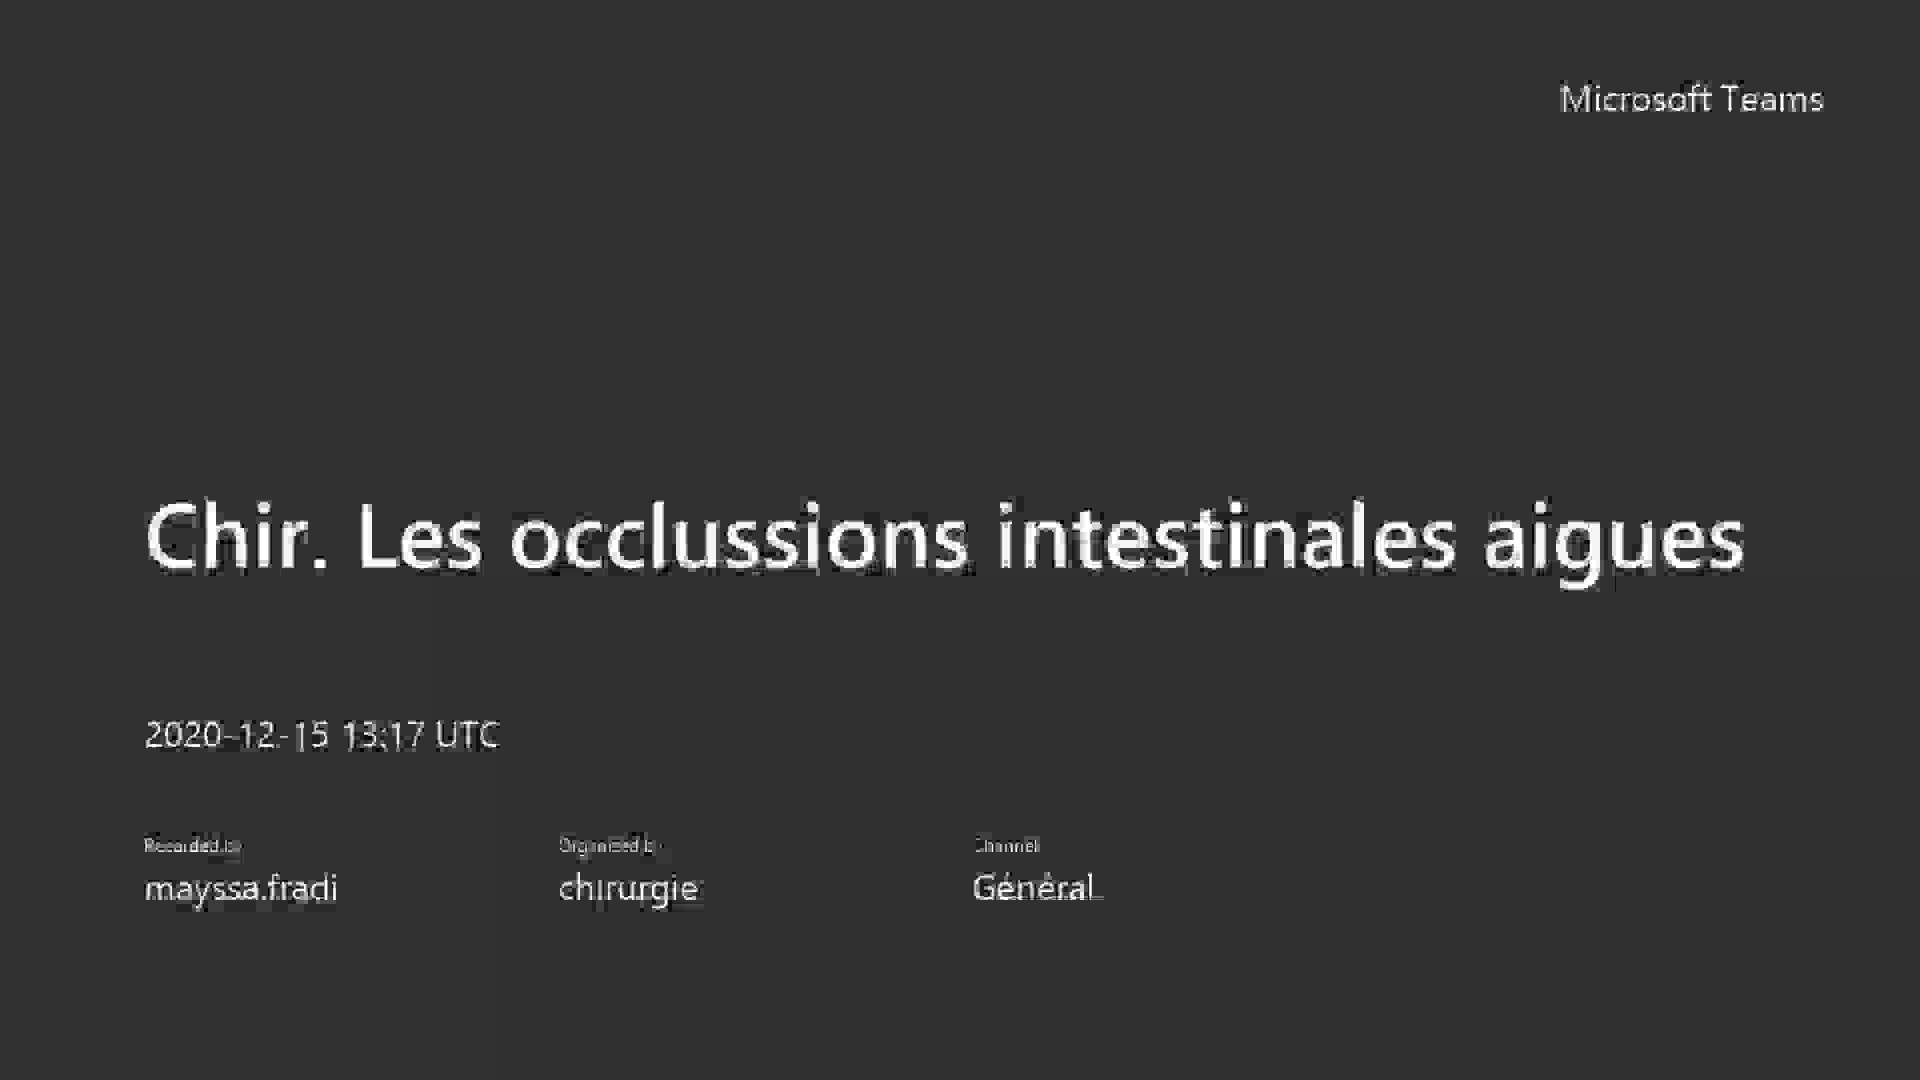 Microsoft Teams
Chir. Les occlussions intestinales aigues
2020-12-15 13:17 UTC
Recorded by Organized by Channel
mayssa.fradi chirurgie Général